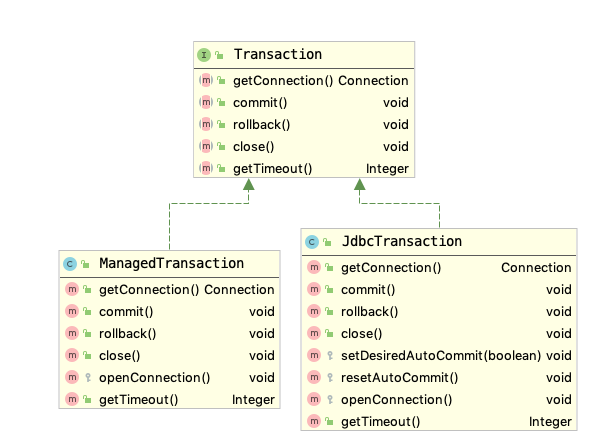 I Transaction
m getConnection() Connection
m commit() void
m rollback() void
m close() void
m getTimeout() Integer
C ManagedTransaction
m getConnection() Connection
m commit() void
m rollback() void
m close() void
m openConnection() void
m getTimeout() Integer
C JdbcTransaction
m getConnection() Connection
m commit() void
m rollback() void
m close() void
m setDesiredAutoCommit(boolean) void
m resetAutoCommit() void
m openConnection() void
m getTimeout() Integer